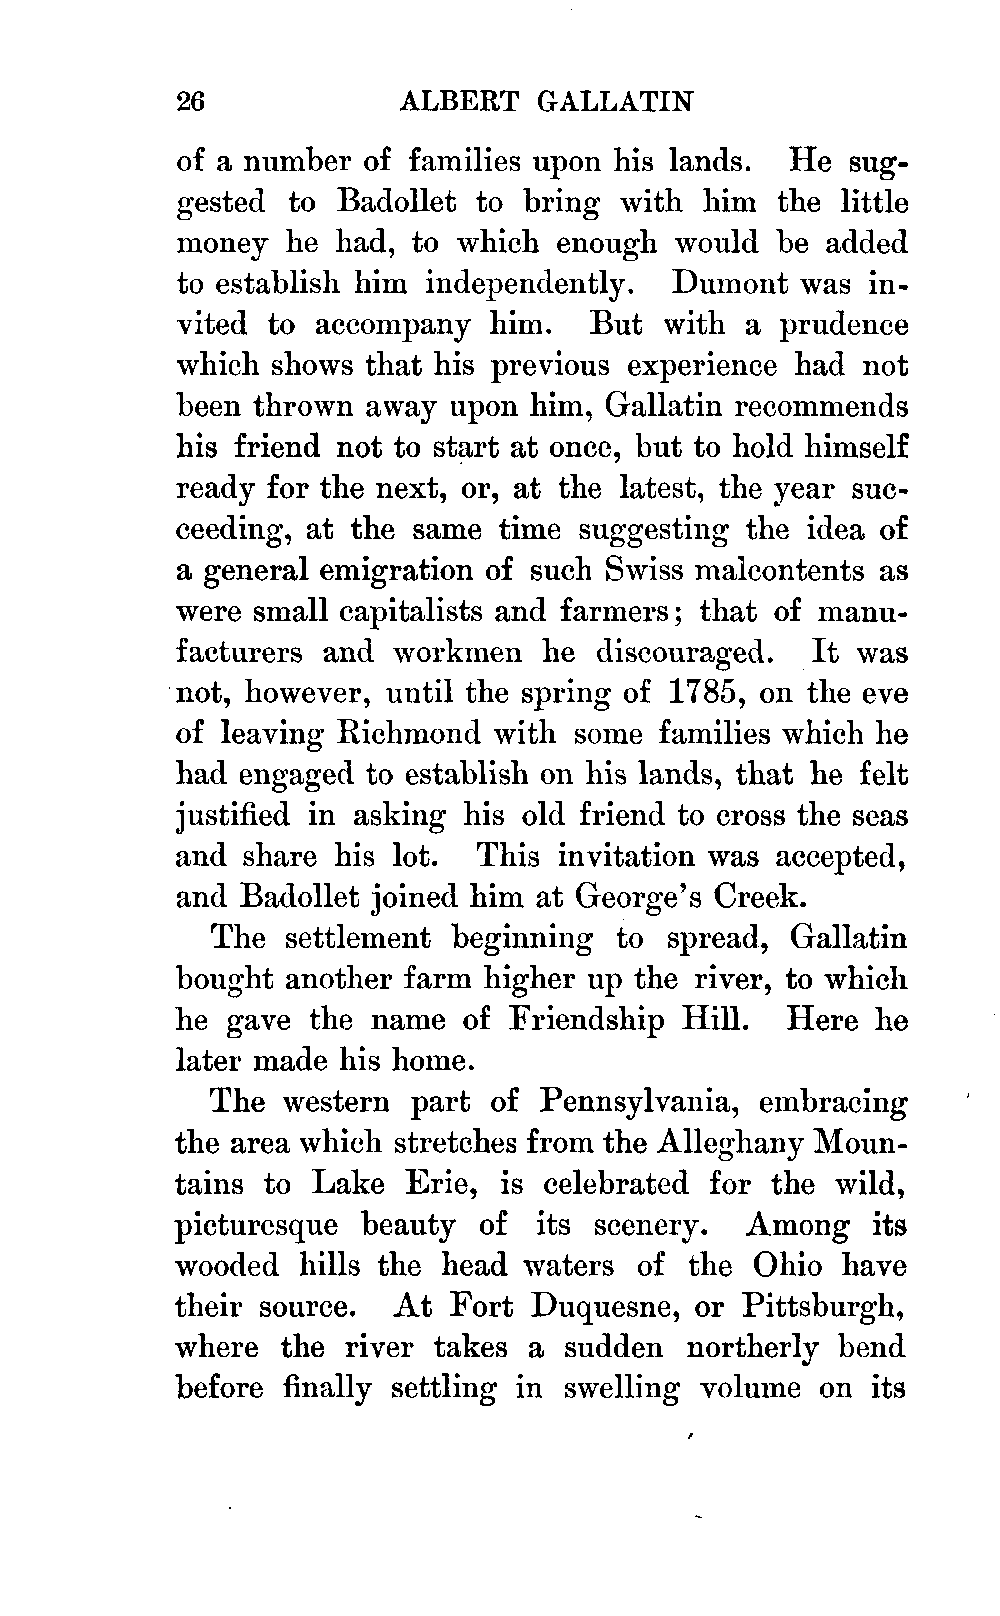 26 ALBERT GALLATIN
of a number of families upon his lands. He sug-
gested to Badollet to bring with him the little
money he had, to which enough would be added
to establish him independently. Dumont was in-
vited to accompany him. But with a prudence
which shows that his previous experience had not
been thrown away upon him, Gallatin recommends
his friend not to start at once, but to hold himself
ready for the next, or, at the latest, the year suc-
ceeding, at the same time suggesting the idea of
a general emigration of such Swiss malcontents as
were small capitalists and farmers; that of manu-
facturers and workmen he discouraged. It was
not, however, until the spring of 1785, on the eve
of leaving Richmond with some families which he
had engaged to establish on his lands, that he felt
justified in asking his old friend to cross the seas
and share his lot. This invitation was accepted,
and Badollet joined him at George's Creek.
The settlement beginning to spread, Gallatin
bought another farm higher up the river, to which
he gave the name of Friendship Hill. Here he
later made his home.
The western part of Pennsylvania, embracing
the area which stretches from the Alleghany Moun-
tains to Lake Erie, is celebrated for the wild,
picturesque beauty of its scenery. Among its
wooded hills the head waters of the Ohio have
their source. At Fort Duquesne, or Pittsburgh,
where the river takes a sudden northerly bend
before finally settling in swelling volume on its